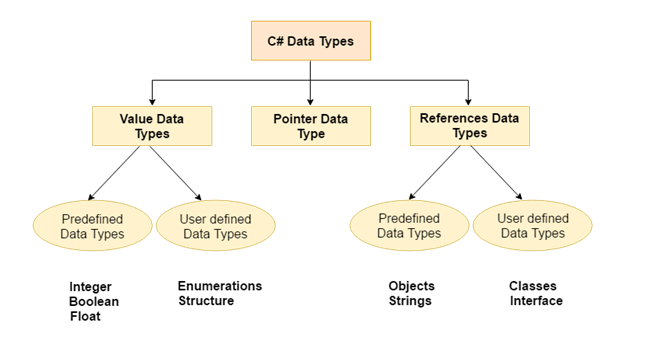 C# Data Types
Value Data
Types
Pointer Data
Type
References Data
Types
Predefined
Data Types
User defined
Data Types
Predefined
Data Types
User defined
Data Types
Integer
Boolean
Float
Enumerations
Structure
Objects
Strings
Classes
Interface